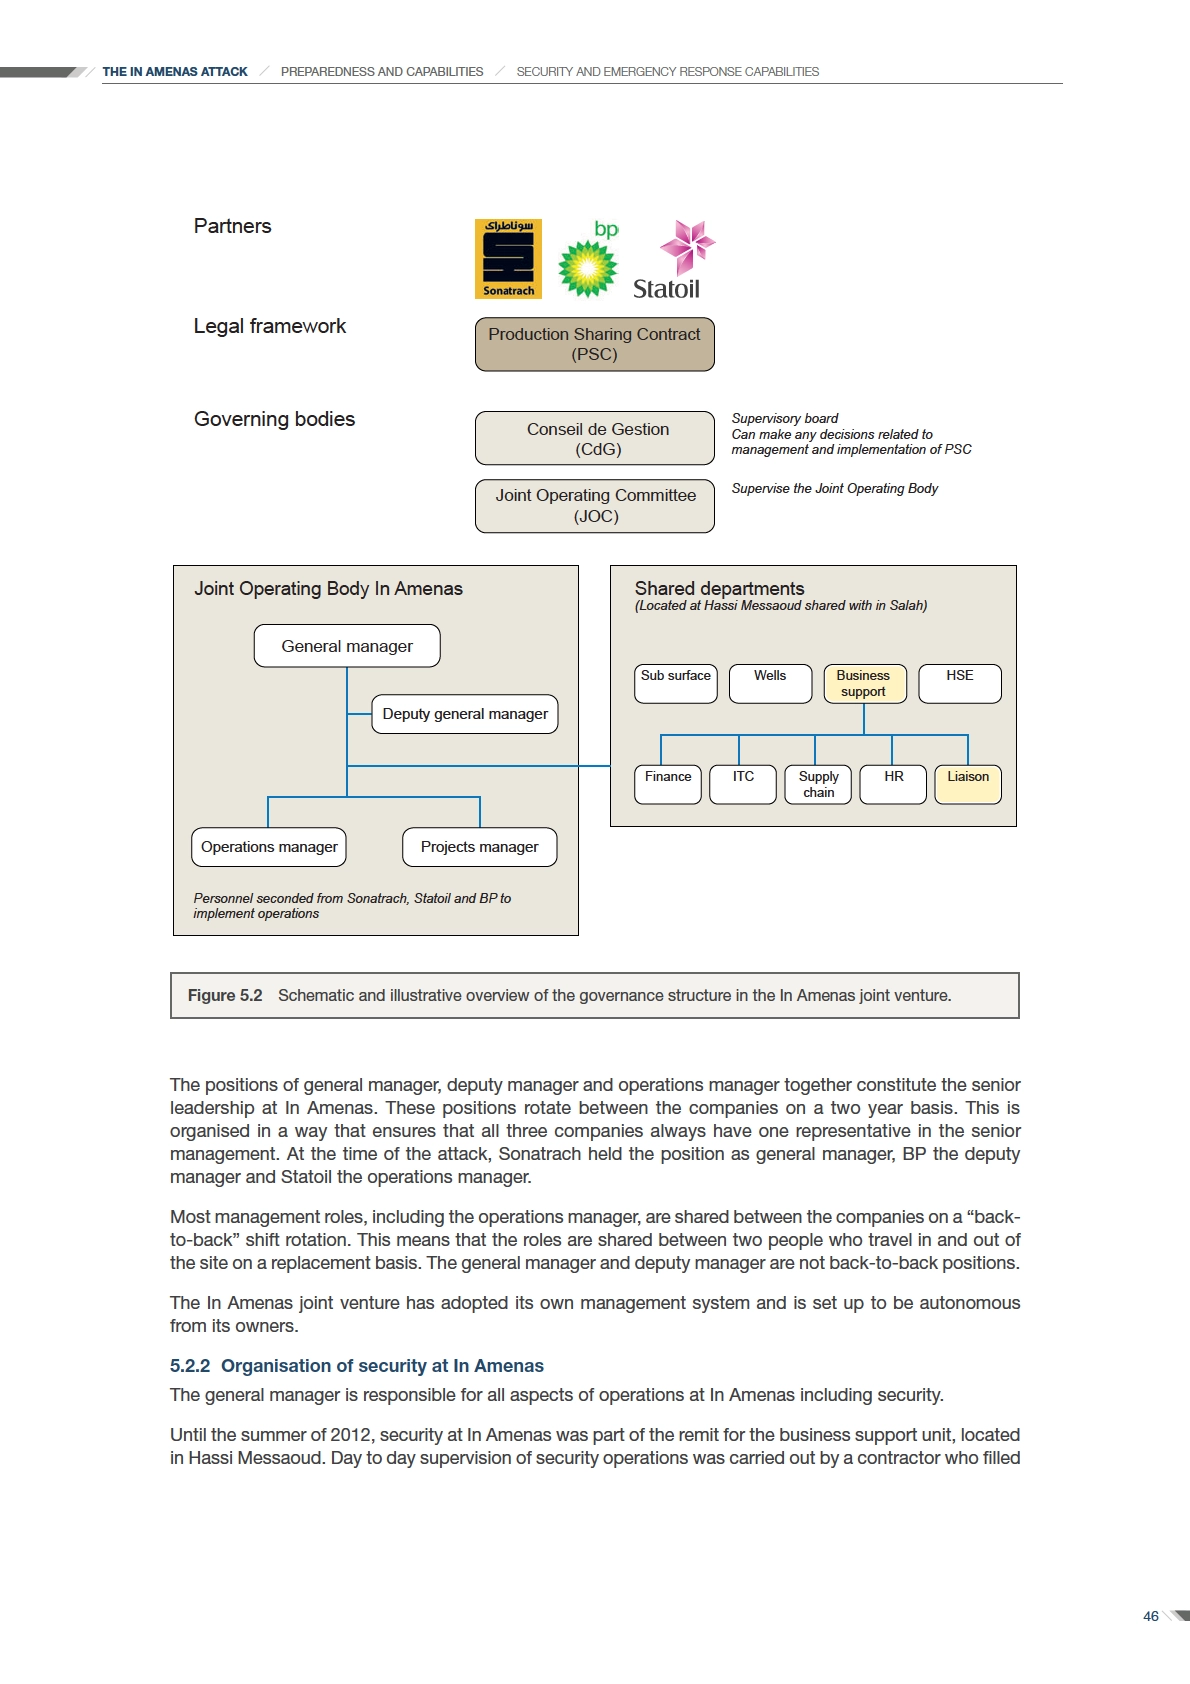 THE IN AMENAS ATTACK / PREPAREDNESS AND CAPABILITIES / SECURITY AND EMERGENCY RESPONSE CAPABILITIES
Partners
سوناطراك
Sonatrach
bp
Statoil
Legal framework
Production Sharing Contract
(PSC)
Governing bodies
Conseil de Gestion
(CdG)
Supervisory board
Can make any decisions related to
management and implementation of PSC
Joint Operating Committee
(JOC)
Supervise the Joint Operating Body
Joint Operating Body In Amenas
General manager
Deputy general manager
Operations manager
Projects manager
Personnel seconded from Sonatrach, Statoil and BP to
implement operations
Shared departments
(Located at Hassi Messaoud shared with in Salah)
Sub surface
Wells
Business
support
HSE
Finance
ITC
Supply
chain
HR
Liaison
Figure 5.2 Schematic and illustrative overview of the governance structure in the In Amenas joint venture.
The positions of general manager, deputy manager and operations manager together constitute the senior
leadership at In Amenas. These positions rotate between the companies on a two year basis. This is
organised in a way that ensures that all three companies always have one representative in the senior
management. At the time of the attack, Sonatrach held the position as general manager, BP the deputy
manager and Statoil the operations manager.
Most management roles, including the operations manager, are shared between the companies on a “back-
to-back” shift rotation. This means that the roles are shared between two people who travel in and out of
the site on a replacement basis. The general manager and deputy manager are not back-to-back positions.
The In Amenas joint venture has adopted its own management system and is set up to be autonomous
from its owners.
5.2.2 Organisation of security at In Amenas
The general manager is responsible for all aspects of operations at In Amenas including security.
Until the summer of 2012, security at In Amenas was part of the remit for the business support unit, located
in Hassi Messaoud. Day to day supervision of security operations was carried out by a contractor who filled
46